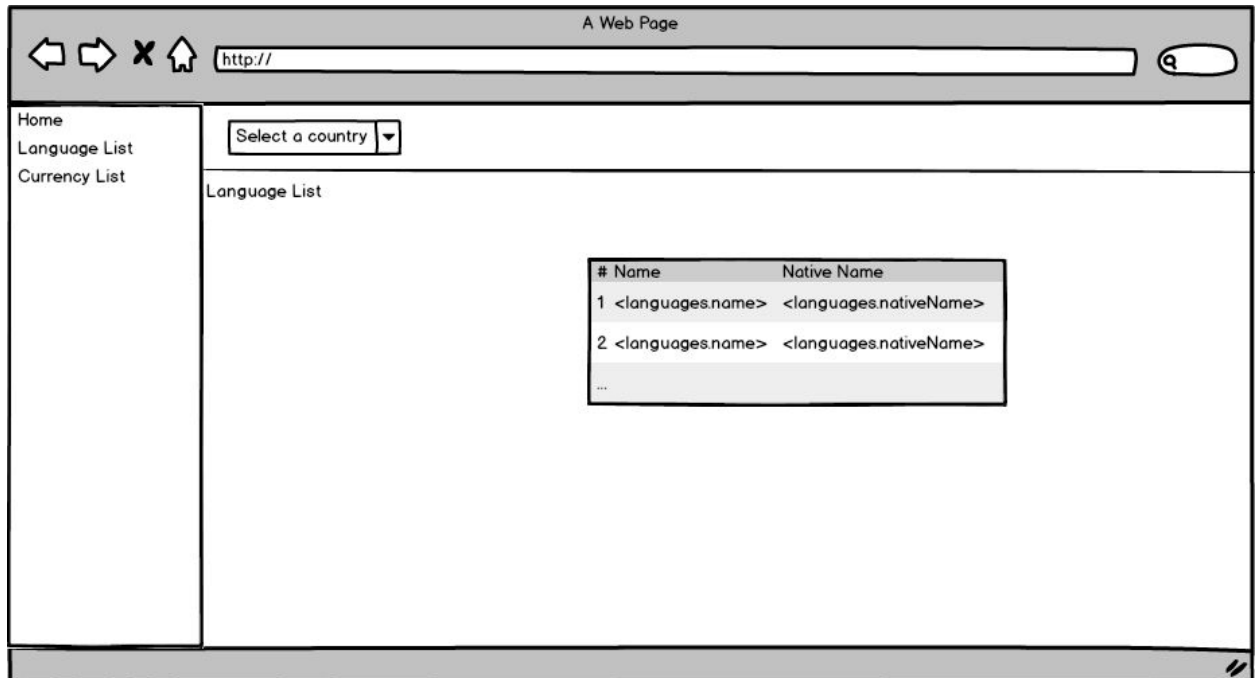 A Web Page
http://
Home
Language List
Currency List
Select a country
Language List
# Name Native Name
1 <languages.name> <languages.nativeName>
2 <languages.name> <languages.nativeName>
...